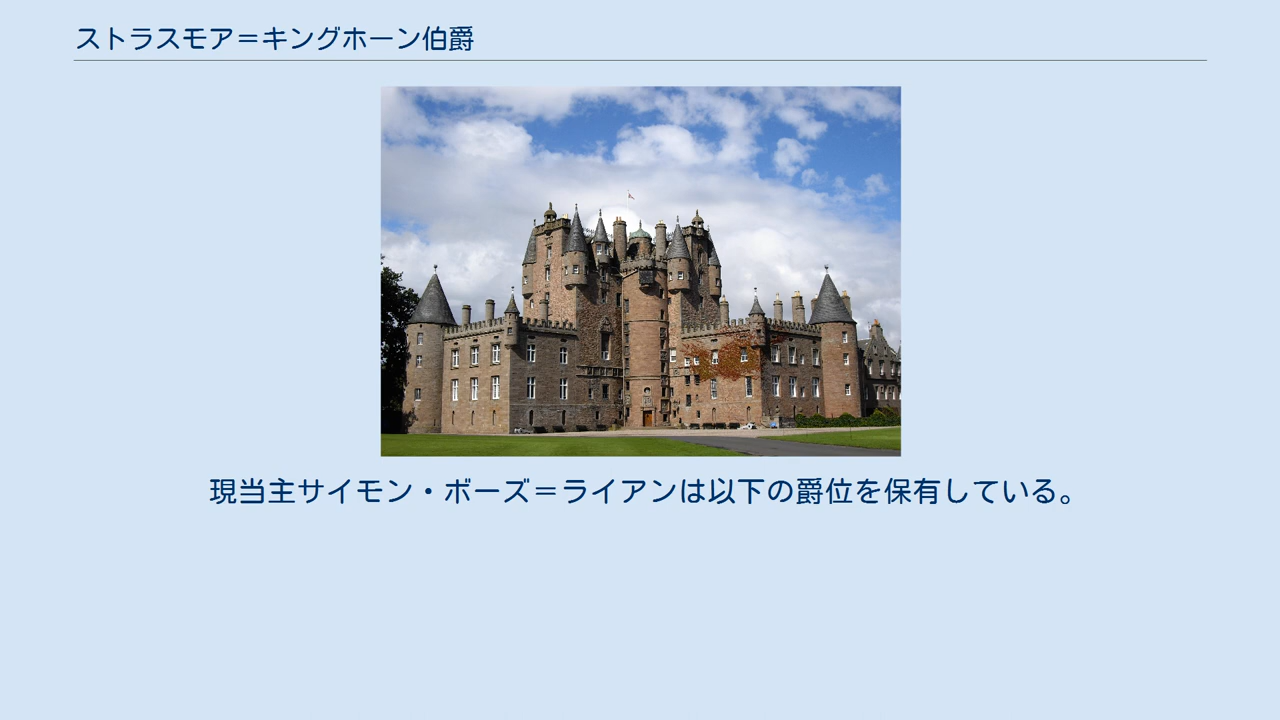 ストラスモア＝キングホーン伯爵
現当主サイモン・ボーズ＝ライアンは以下の爵位を保有している。